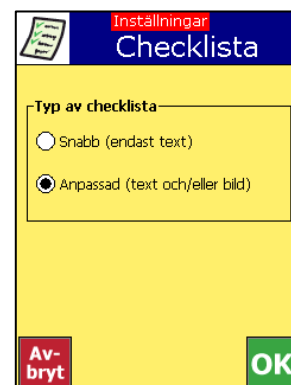 Inställningar
Checklista
Typ av checklista
Snabb (endast text)
Anpassad (text och/eller bild)
Av-
bryt
OK